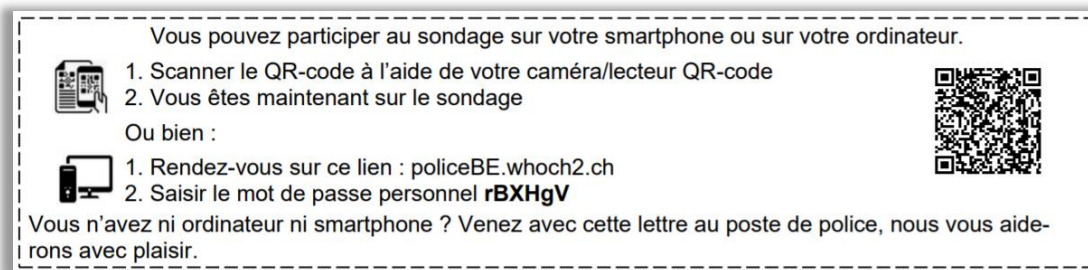 Vous pouvez participer au sondage sur votre smartphone ou sur votre ordinateur.
1. Scanner le QR-code à l'aide de votre caméra/lecteur QR-code
2. Vous êtes maintenant sur le sondage
Ou bien :
1. Rendez-vous sur ce lien : policeBE.whoch2.ch
2. Saisir le mot de passe personnel rBXHgV
Vous n'avez ni ordinateur ni smartphone ? Venez avec cette lettre au poste de police, nous vous aide-
rons avec plaisir.